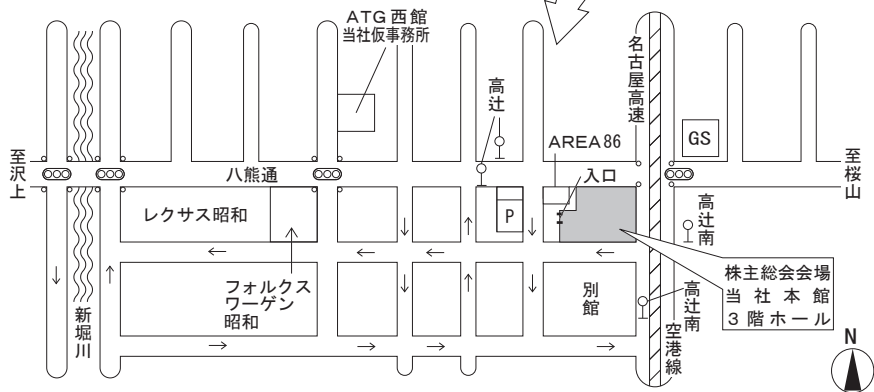 ATG西館
当社仮事務所
名古屋高速
高辻
GS
AREA86
至沢上
八熊通
入口
至桜山
レクサス昭和
P
高辻南
フォルクス
ワーゲン
昭和
別館
高辻南
株主総会会場
当社本館
3階ホール
新堀川
空港線
N